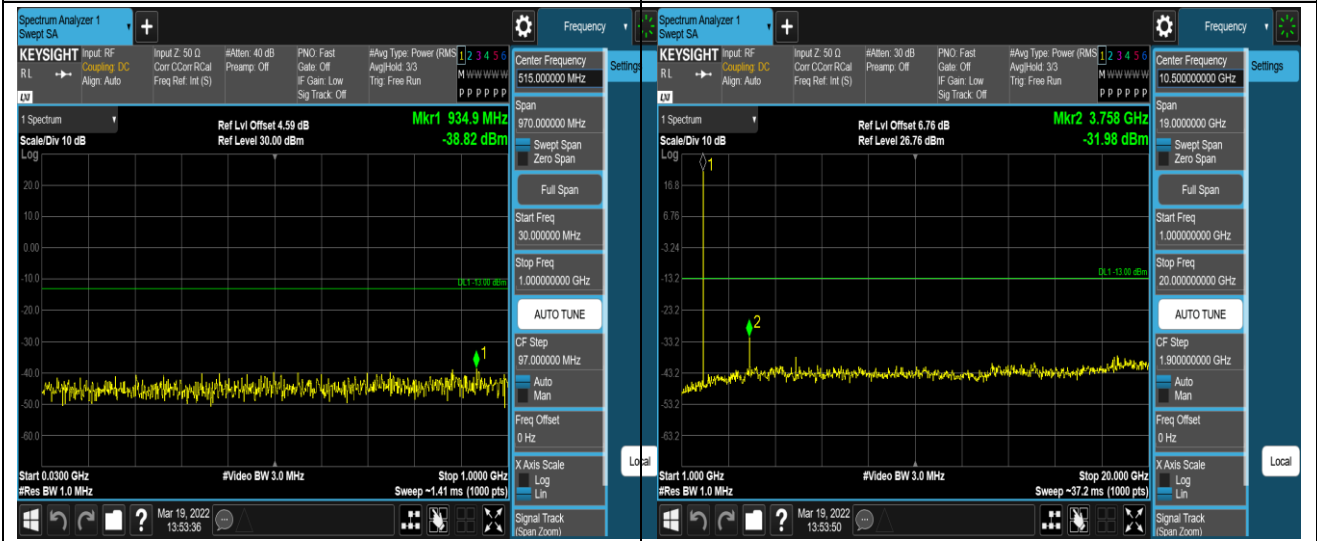 Spectrum Analyzer 1
Swept SA
+
Frequency
KEYSIGHT
RL
LXI
Input: RF
Coupling: DC
Align: Auto
Input Z: 50 Ω
Corr CCorr RCal
Freq Ref: Int (S)
#Atten: 40 dB
Preamp: Off
PNO: Fast
Gate: Off
IF Gain: Low
Sig Track: Off
#Avg Type: Power (RMS
Avg|Hold: 3/3
Trig: Free Run
1 2 3 4 5 6
M W W W W W
P P P P P P
1 Spectrum
Scale/Div 10 dB
Log
Ref Lvl Offset 4.59 dB
Ref Level 30.00 dBm
Mkr1 934.9 MHz
-38.82 dBm
20.0
10.0
0.00
-10.0
DL1 -13.00 dBm
-20.0
-30.0
1
-40.0
-50.0
-60.0
Start 0.0300 GHz
#Res BW 1.0 MHz
#Video BW 3.0 MHz
Stop 1.0000 GHz
Sweep ~1.41 ms (1000 pts)
Mar 19, 2022
13:53:36
?
Center Frequency
515.000000 MHz
Settings
Span
970.000000 MHz
Swept Span
Zero Span
Full Span
Start Freq
30.000000 MHz
Stop Freq
1.000000000 GHz
AUTO TUNE
CF Step
97.000000 MHz
Auto
Man
Freq Offset
0 Hz
X Axis Scale
Log
Lin
Local
Signal Track
(Span Zoom)
Spectrum Analyzer 1
Swept SA
+
Frequency
KEYSIGHT
RL
LXI
Input: RF
Coupling: DC
Align: Auto
Input Z: 50 Ω
Corr CCorr RCal
Freq Ref: Int (S)
#Atten: 30 dB
Preamp: Off
PNO: Fast
Gate: Off
IF Gain: Low
Sig Track: Off
#Avg Type: Power (RMS
Avg|Hold: 3/3
Trig: Free Run
1 2 3 4 5 6
M W W W W W
P P P P P P
1 Spectrum
Scale/Div 10 dB
Log
Ref Lvl Offset 6.76 dB
Ref Level 26.76 dBm
Mkr2 3.758 GHz
-31.98 dBm
1
16.8
6.76
-3.24
-13.2
DL1 -13.00 dBm
-23.2
2
-33.2
-43.2
-53.2
-63.2
Start 1.000 GHz
#Res BW 1.0 MHz
#Video BW 3.0 MHz
Stop 20.000 GHz
Sweep ~37.2 ms (1000 pts)
Mar 19, 2022
13:53:50
?
Center Frequency
10.500000000 GHz
Settings
Span
19.0000000 GHz
Swept Span
Zero Span
Full Span
Start Freq
1.000000000 GHz
Stop Freq
20.000000000 GHz
AUTO TUNE
CF Step
1.900000000 GHz
Auto
Man
Freq Offset
0 Hz
X Axis Scale
Log
Lin
Local
Signal Track
(Span Zoom)